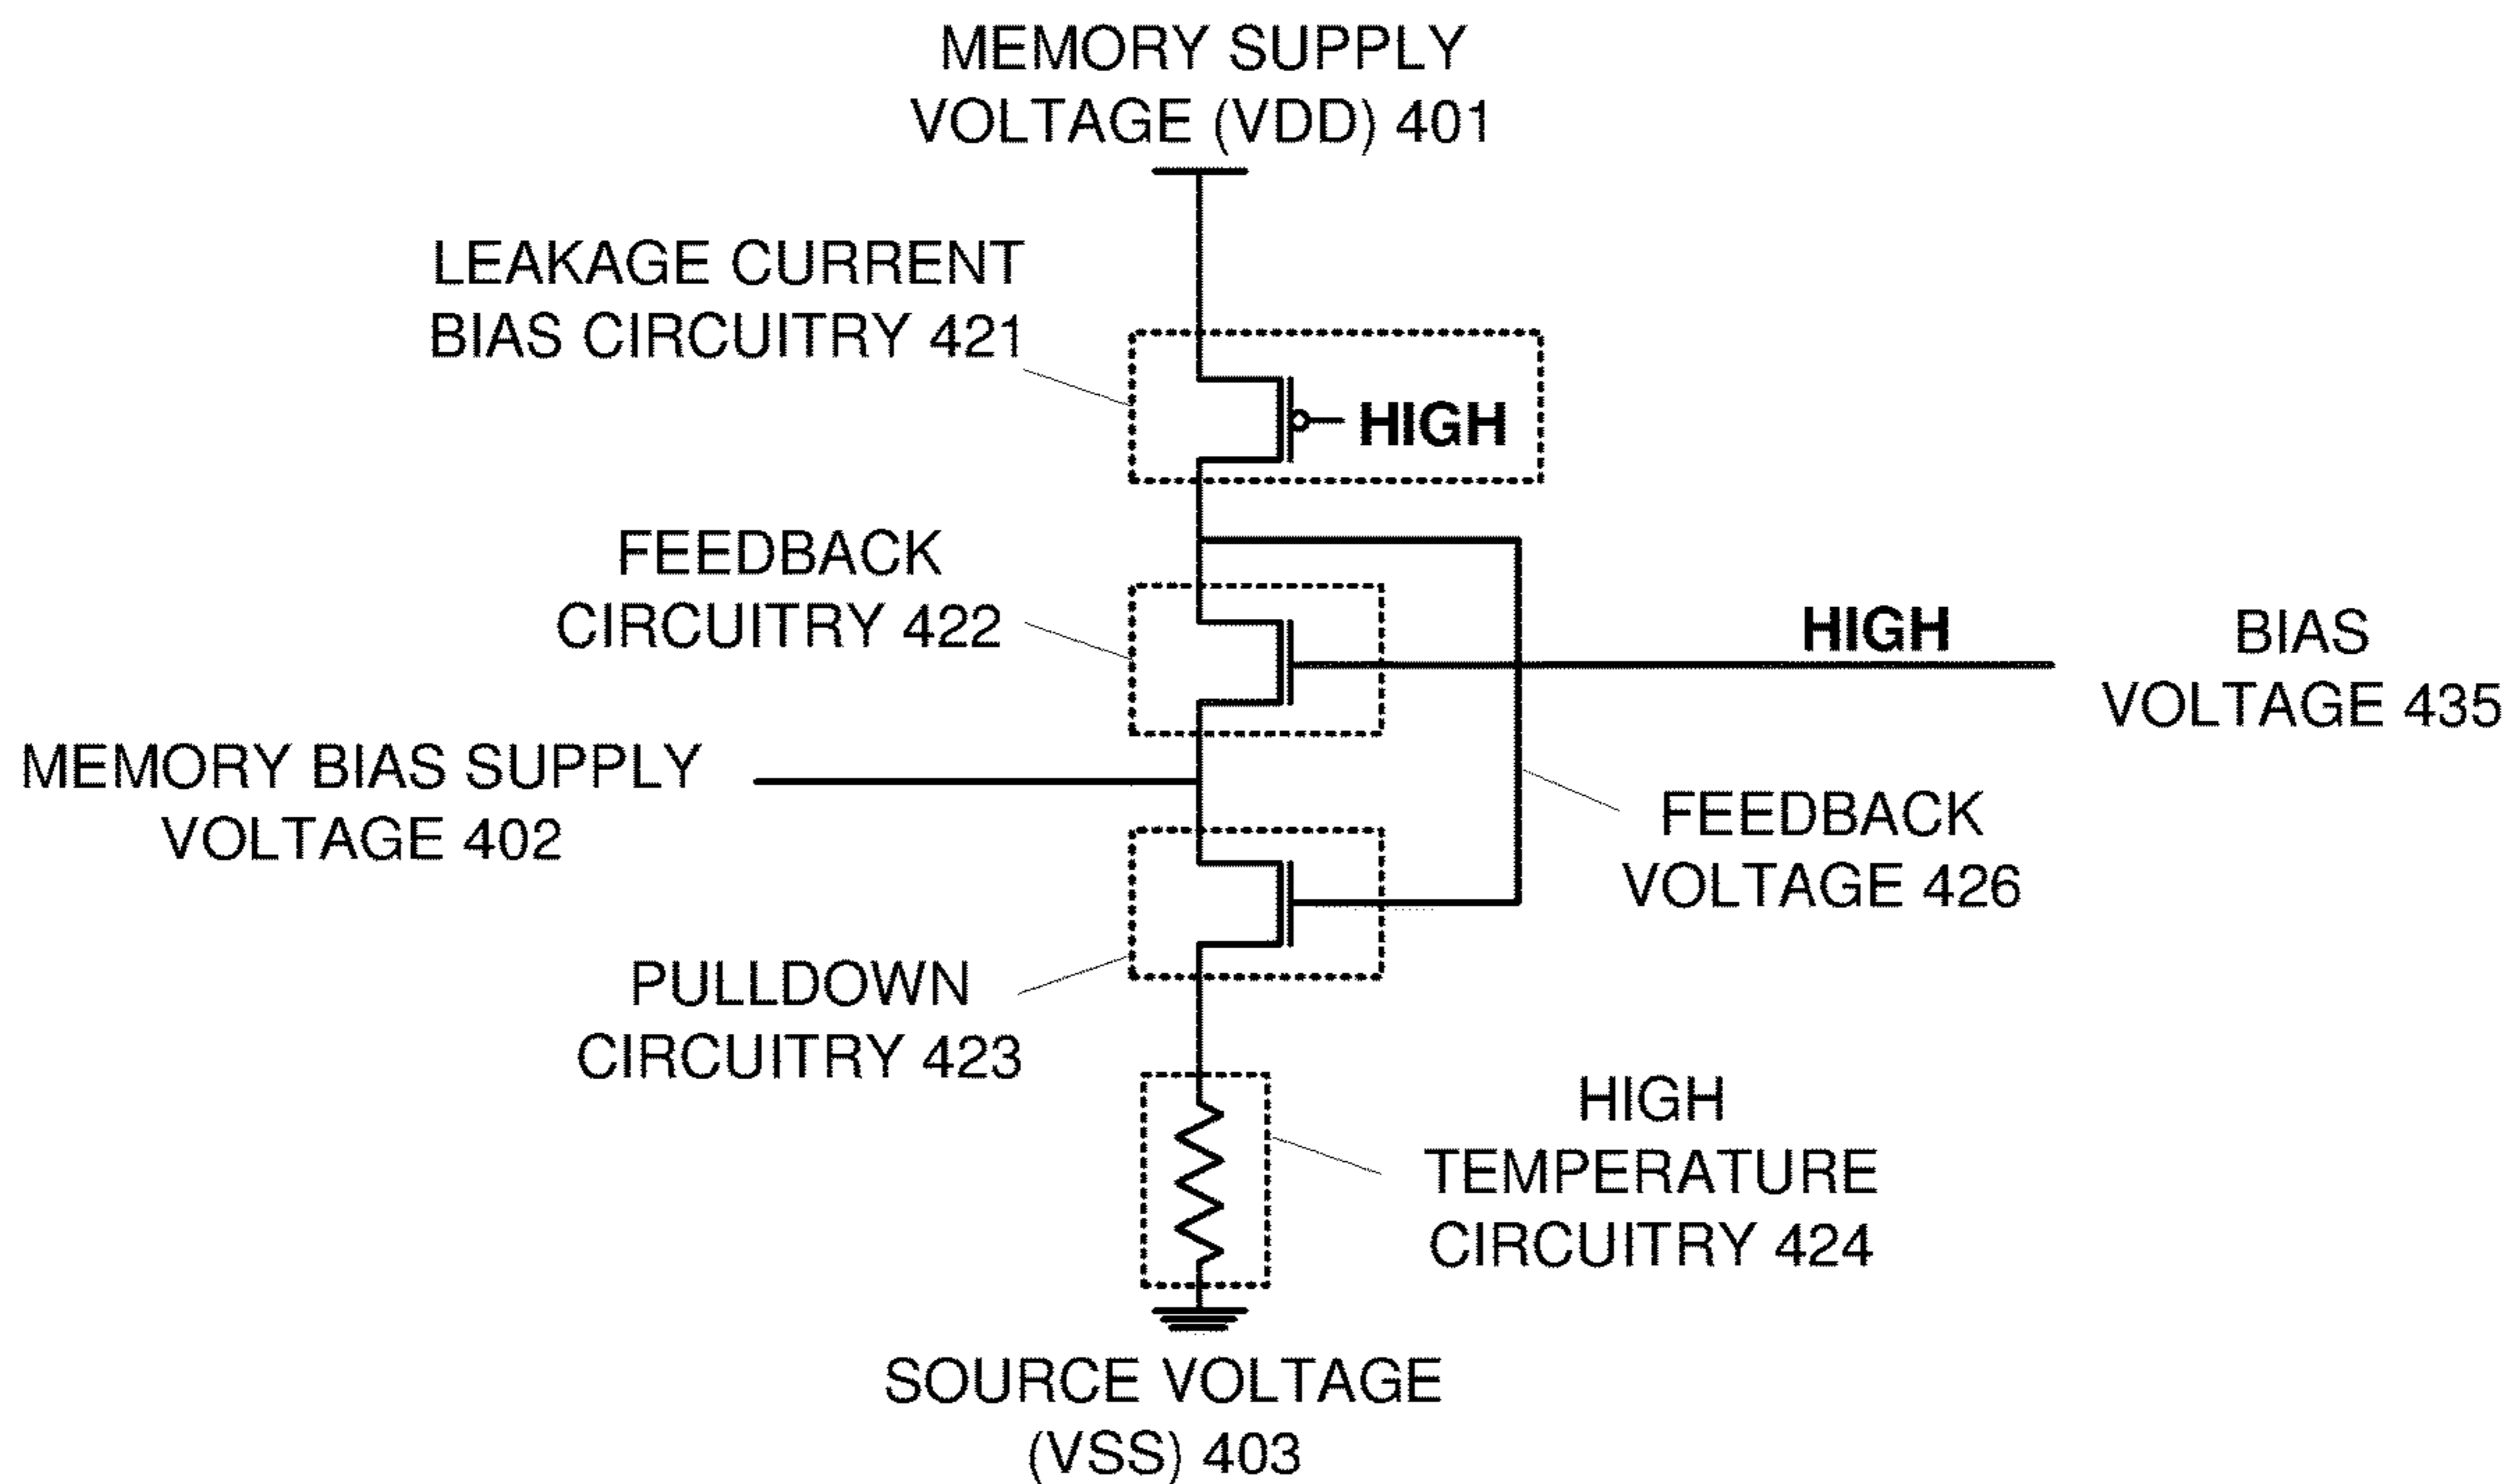 MEMORY SUPPLY
VOLTAGE (VDD) 401
LEAKAGE CURRENT
BIAS CIRCUITRY 421
HIGH
FEEDBACK
CIRCUITRY 422
HIGH
BIAS
VOLTAGE 435
MEMORY BIAS SUPPLY
VOLTAGE 402
FEEDBACK
VOLTAGE 426
PULLDOWN
CIRCUITRY 423
HIGH
TEMPERATURE
CIRCUITRY 424
SOURCE VOLTAGE
(VSS) 403